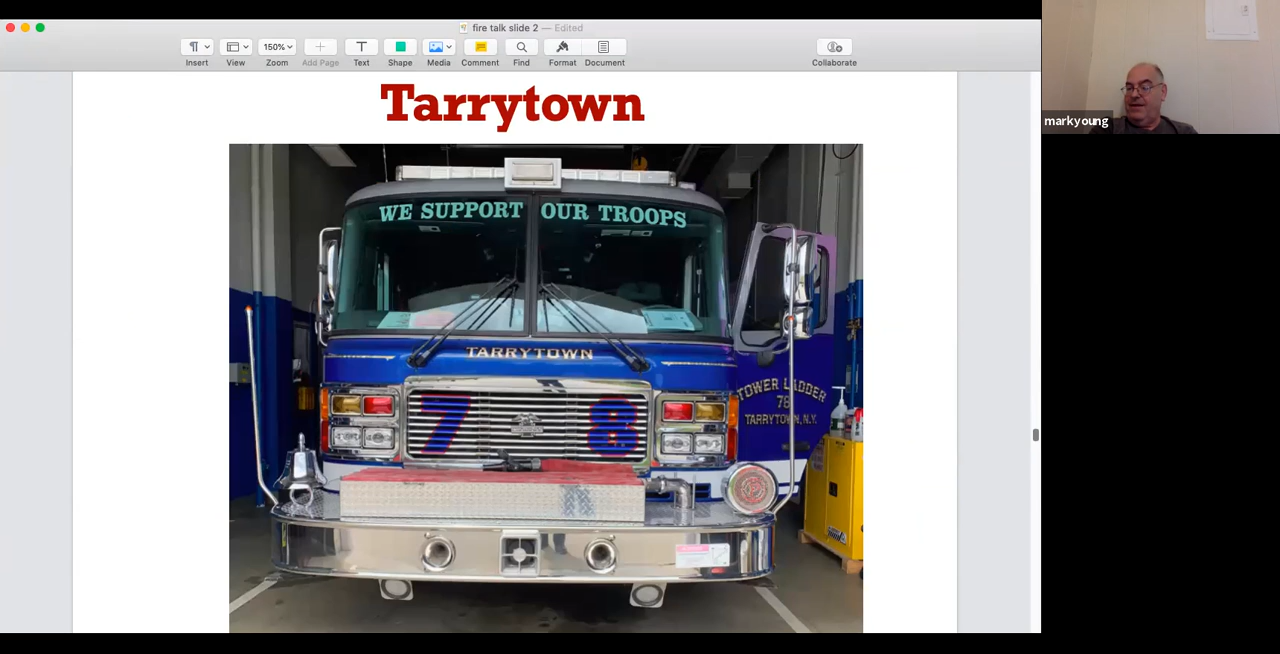 fire talk slide 2 — Edited
150%
Insert
View
Zoom
Add Page
Text
Shape
Media
Comment
Find
Format
Document
Collaborate
Tarrytown
WE SUPPORT OUR TROOPS
TARRYTOWN
7 8
TOWER LADDER
78
TARRYTOWN, N.Y.
markyoung